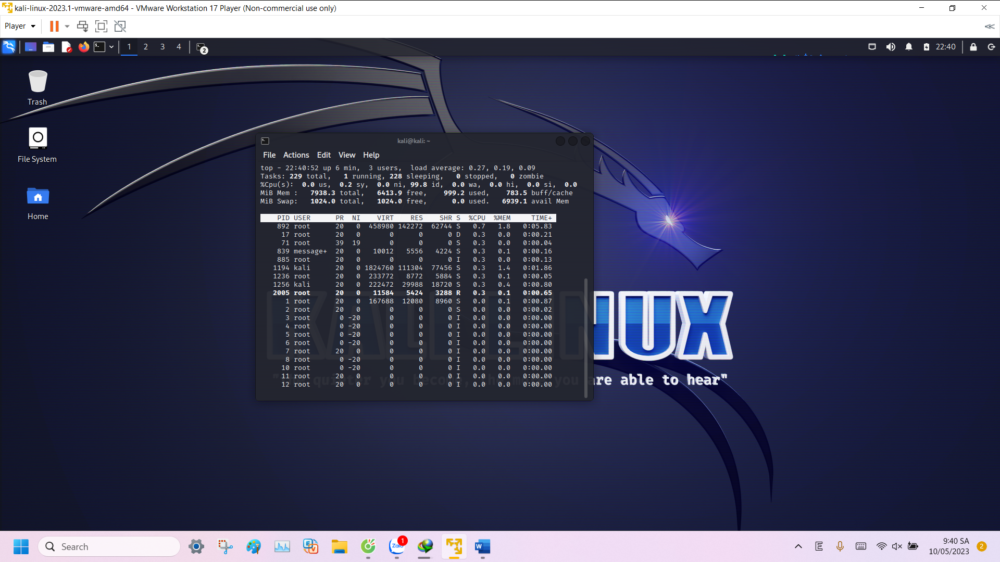 kali-linux-2023.1-vmware-amd64 - VMware Workstation 17 Player (Non-commercial use only)
Player
1 2 3 4 2 22:40
Trash
File System
Home
kali@kali: ~
File Actions Edit View Help
top - 22:40:52 up 6 min, 3 users, load average: 0.27, 0.19, 0.09
Tasks: 229 total, 1 running, 228 sleeping, 0 stopped, 0 zombie
%Cpu(s): 0.0 us, 0.2 sy, 0.0 ni, 99.8 id, 0.0 wa, 0.0 hi, 0.0 si, 0.0
MiB Mem : 7938.3 total, 6413.9 free, 999.2 used, 783.5 buff/cache
MiB Swap: 1024.0 total, 1024.0 free, 0.0 used. 6939.1 avail Mem
PID USER PR NI VIRT RES SHR S %CPU %MEM TIME+
892 root 20 0 458980 142272 62744 S 0.7 1.8 0:05.83
17 root 20 0 0 0 0 D 0.3 0.0 0:00.21
71 root 39 19 0 0 0 S 0.3 0.0 0:00.04
839 message+ 20 0 10012 5556 4224 S 0.3 0.1 0:00.16
885 root 20 0 0 0 0 I 0.3 0.0 0:00.13
1194 kali 20 0 1824760 111304 77456 S 0.3 1.4 0:01.86
1236 root 20 0 233772 8772 5884 S 0.3 0.1 0:00.05
1256 kali 20 0 222472 29988 18720 S 0.3 0.4 0:00.80
2005 root 20 0 11584 5424 3288 R 0.3 0.1 0:00.65
1 root 20 0 167688 12080 8960 S 0.0 0.1 0:00.87
2 root 20 0 0 0 0 S 0.0 0.0 0:00.02
3 root 0 -20 0 0 0 I 0.0 0.0 0:00.00
4 root 0 -20 0 0 0 I 0.0 0.0 0:00.00
5 root 0 -20 0 0 0 I 0.0 0.0 0:00.00
6 root 0 -20 0 0 0 I 0.0 0.0 0:00.00
7 root 20 0 0 0 0 I 0.0 0.0 0:00.00
8 root 0 -20 0 0 0 I 0.0 0.0 0:00.00
10 root 0 -20 0 0 0 I 0.0 0.0 0:00.00
11 root 20 0 0 0 0 I 0.0 0.0 0:00.00
12 root 20 0 0 0 0 I 0.0 0.0 0:00.00
KALI LINUX
quieter you become, the more you are able to hear"
Search
Zalo 1
W
E
9:40 SA
10/05/2023
2